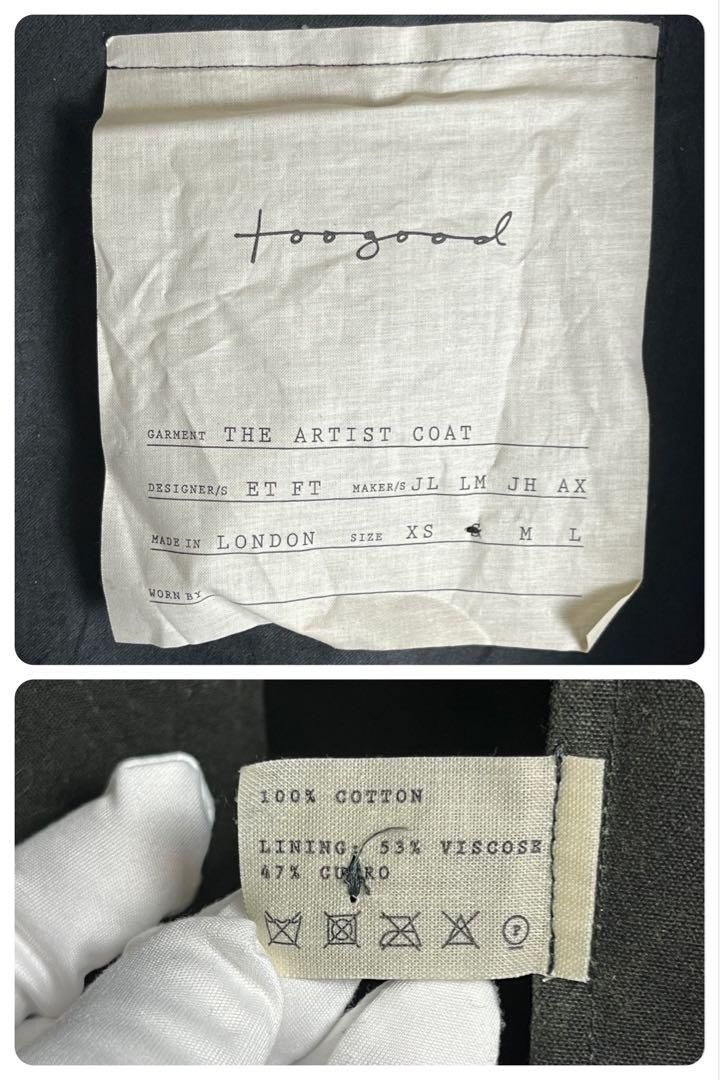 toogood
GARMENT THE ARTIST COAT
DESIGNER/S ET FT MAKER/S JL LM JH AX
MADE IN LONDON SIZE XS S M L
WORN BY
100% COTTON
LINING: 53% VISCOSE
47% CUPRO
P